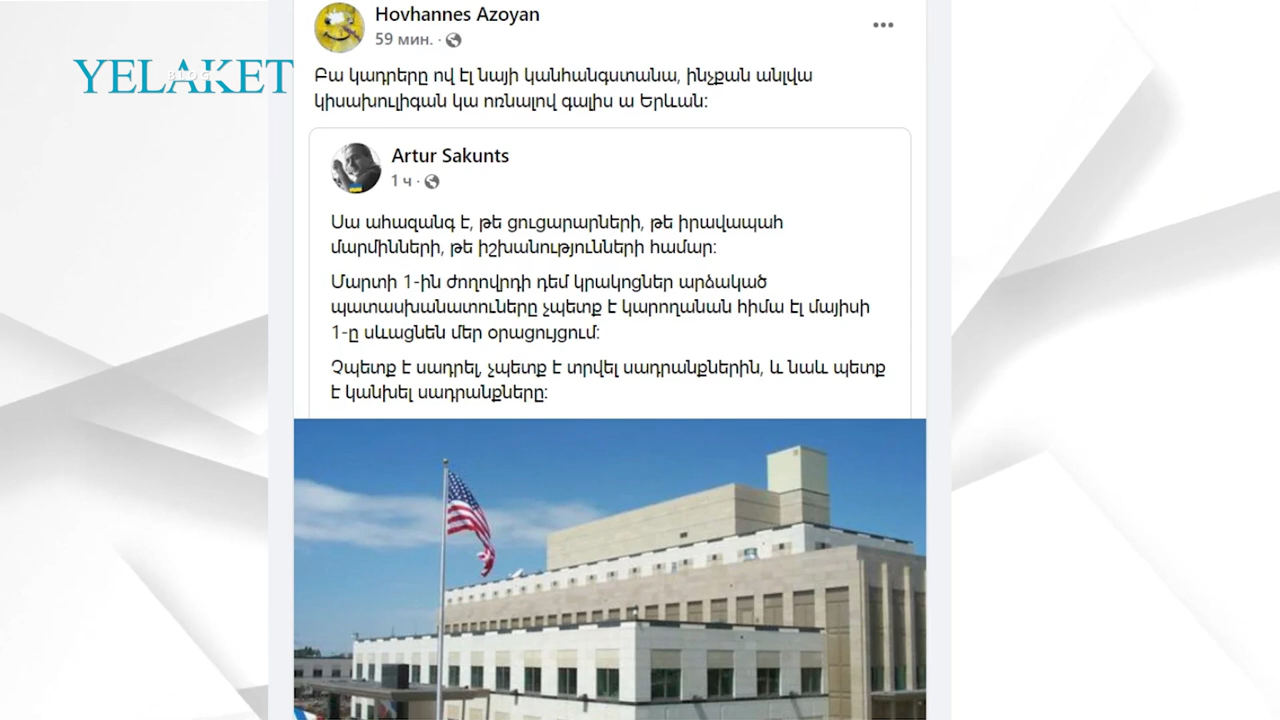 Hovhannes Azoyan
59 мин. ·
YELAKET
BLOG
Բա կադրերը ով էլ նայի կանհանգստանա, ինչքան անլվա
կիսախուլիգան կա ոռնալով գալիս ա Երևան:
Artur Sakunts
1 ч ·
Սա ահազանգ է, թե ցուցարարների, թե իրավապահ
մարմինների, թե իշխանությունների համար:
Մարտի 1-ին ժողովրդի դեմ կրակոցներ արձակած
պատասխանատուները չպետք է կարողանան հիմա էլ մայիսի
1-ը սևացնեն մեր օրացույցում:
Չպետք է սադրել, չպետք է տրվել սադրանքներին, և նաև պետք
է կանխել սադրանքները: